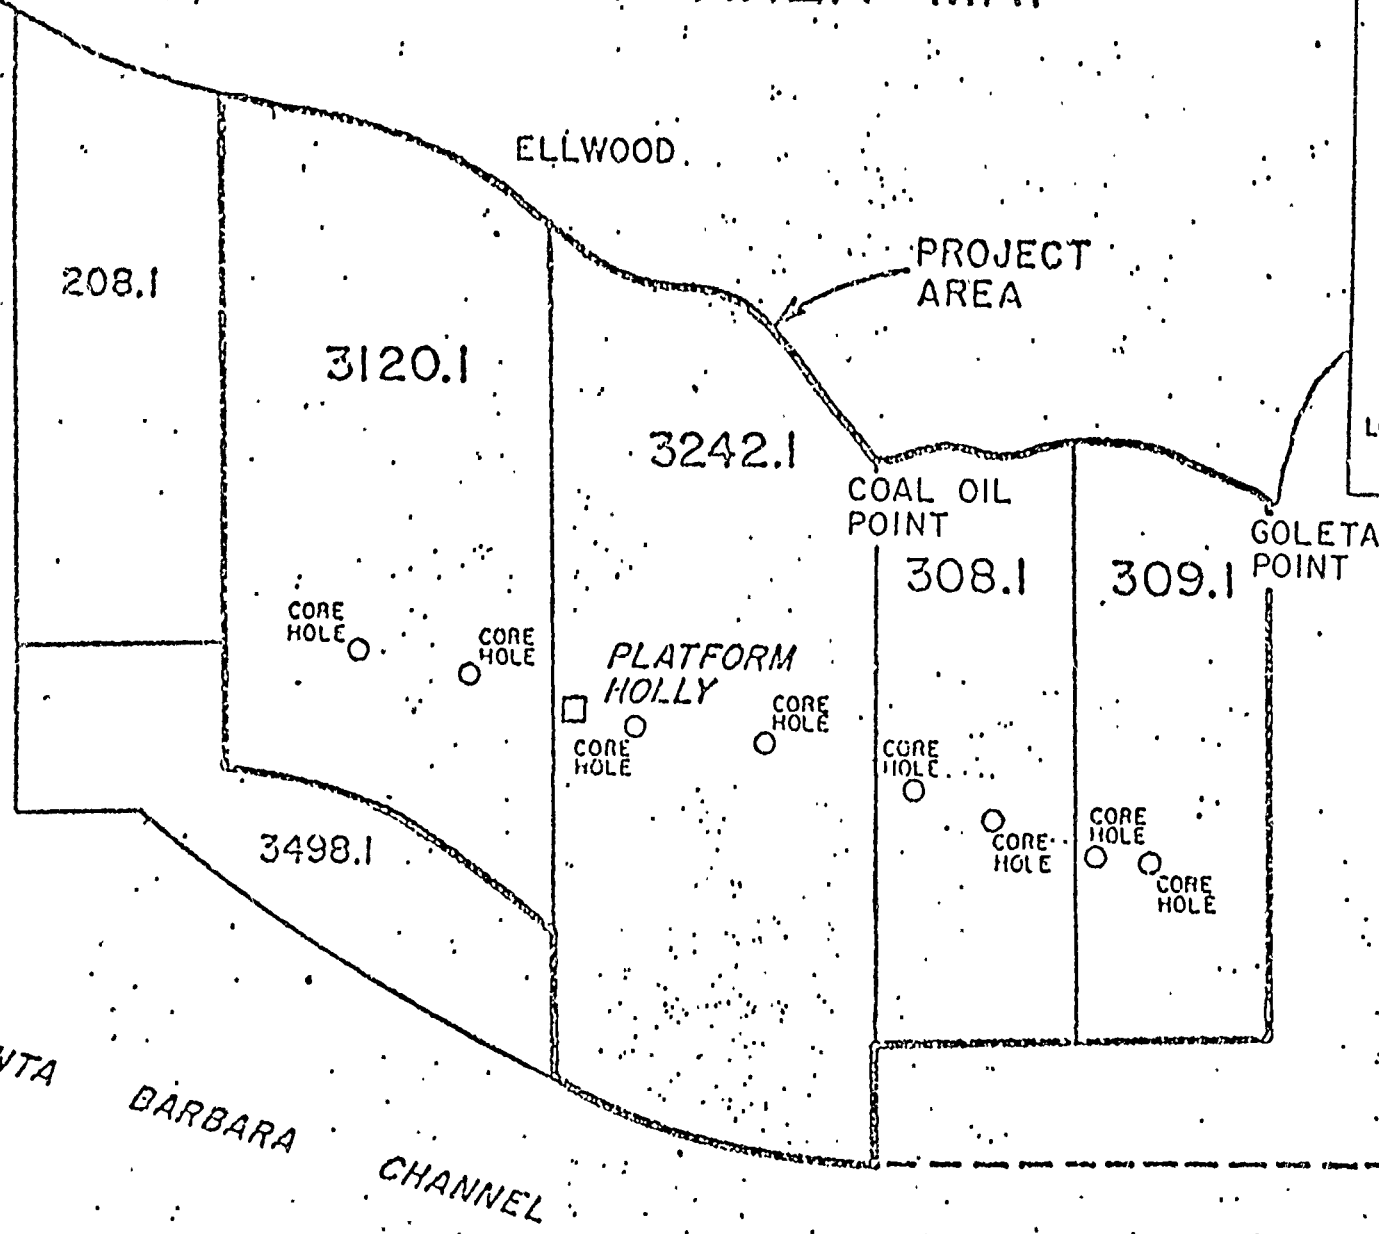 MAP
ELLWOOD
PROJECT
AREA
208.1
3120.1
3242.1
COAL OIL
POINT
GOLETA
POINT
308.1
309.1
CORE
HOLE
CORE
HOLE
PLATFORM
HOLLY
CORE
HOLE
CORE
HOLE
CORE
HOLE
CORE
HOLE
CORE
HOLE
CORE
HOLE
3498.1
BARBARA
CHANNEL